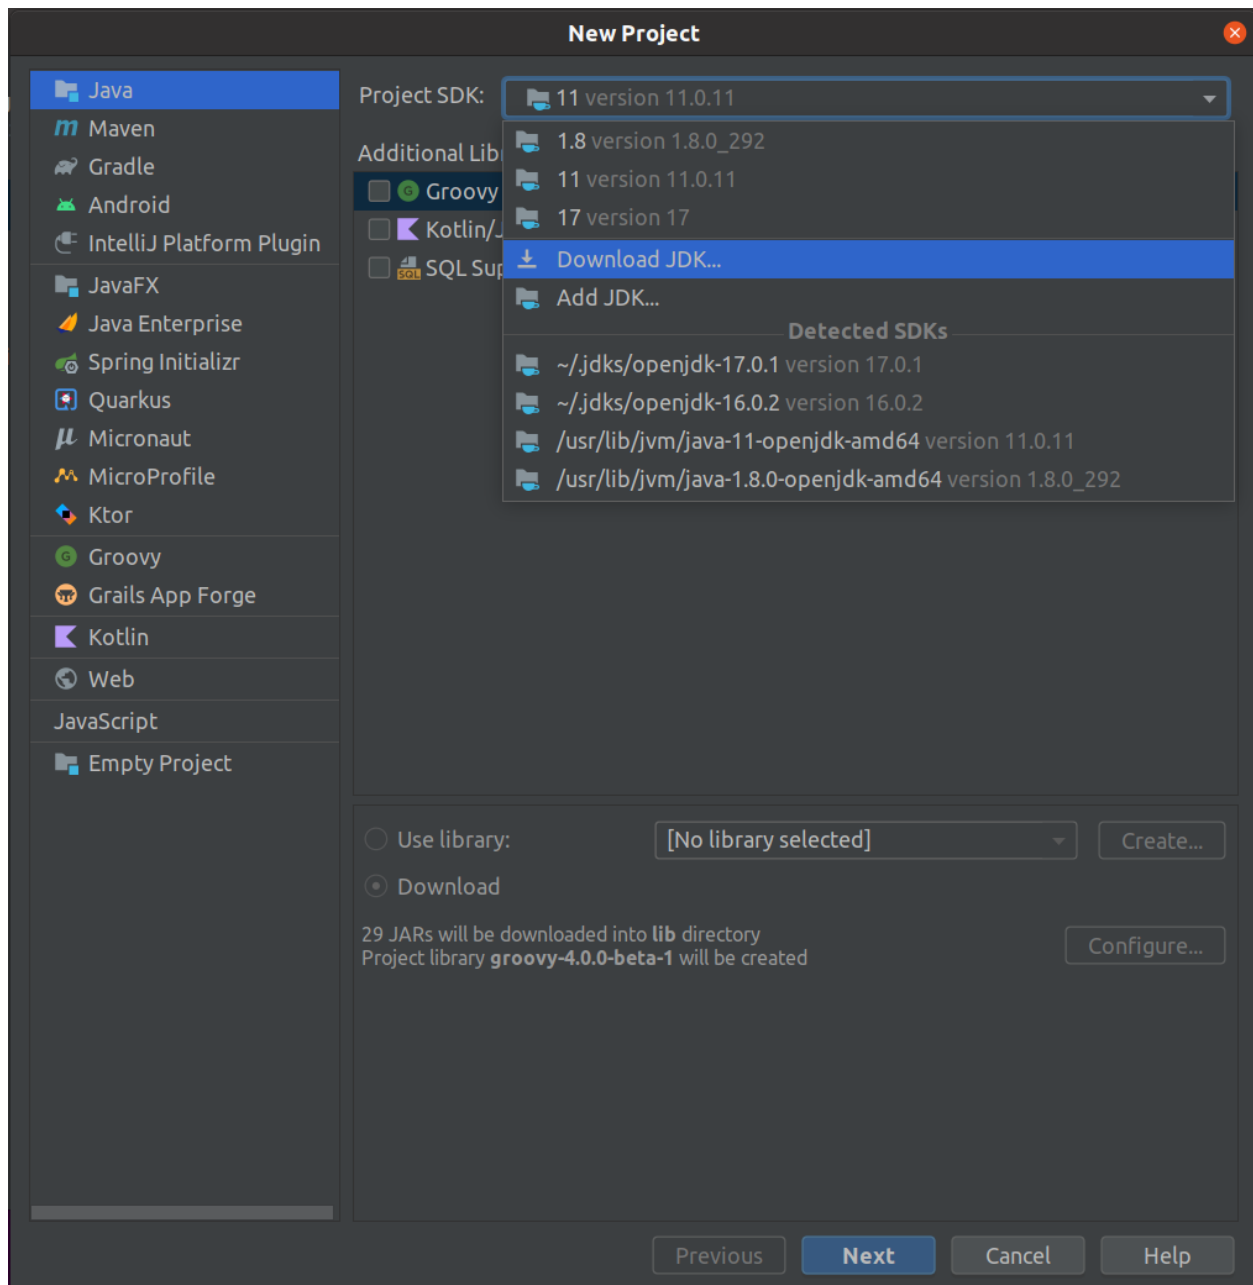 New Project
Java
Maven
Gradle
Android
IntelliJ Platform Plugin
JavaFX
Java Enterprise
Spring Initializr
Quarkus
Micronaut
MicroProfile
Ktor
Groovy
Grails App Forge
Kotlin
Web
JavaScript
Empty Project
Project SDK: 11 version 11.0.11
1.8 version 1.8.0_292
11 version 11.0.11
17 version 17
Download JDK...
Add JDK...
Detected SDKs
~/.jdks/openjdk-17.0.1 version 17.0.1
~/.jdks/openjdk-16.0.2 version 16.0.2
/usr/lib/jvm/java-11-openjdk-amd64 version 11.0.11
/usr/lib/jvm/java-1.8.0-openjdk-amd64 version 1.8.0_292
Additional Lib
Groovy
Kotlin/J
SQL Sup
Use library: [No library selected] Create...
Download
29 JARs will be downloaded into lib directory
Project library groovy-4.0.0-beta-1 will be created
Configure...
Previous Next Cancel Help